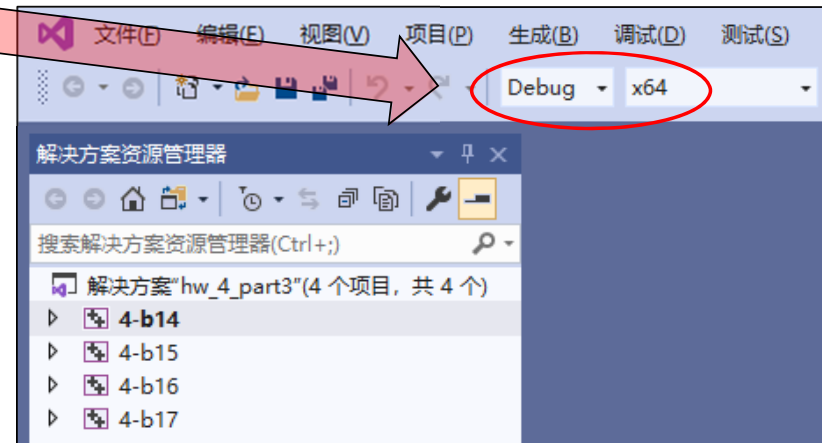 文件(F) 编辑(E) 视图(V) 项目(P) 生成(B) 调试(D) 测试(S)
Debug x64
解决方案资源管理器
搜索解决方案资源管理器(Ctrl+;)
解决方案"hw_4_part3"(4 个项目，共 4 个)
4-b14
4-b15
4-b16
4-b17